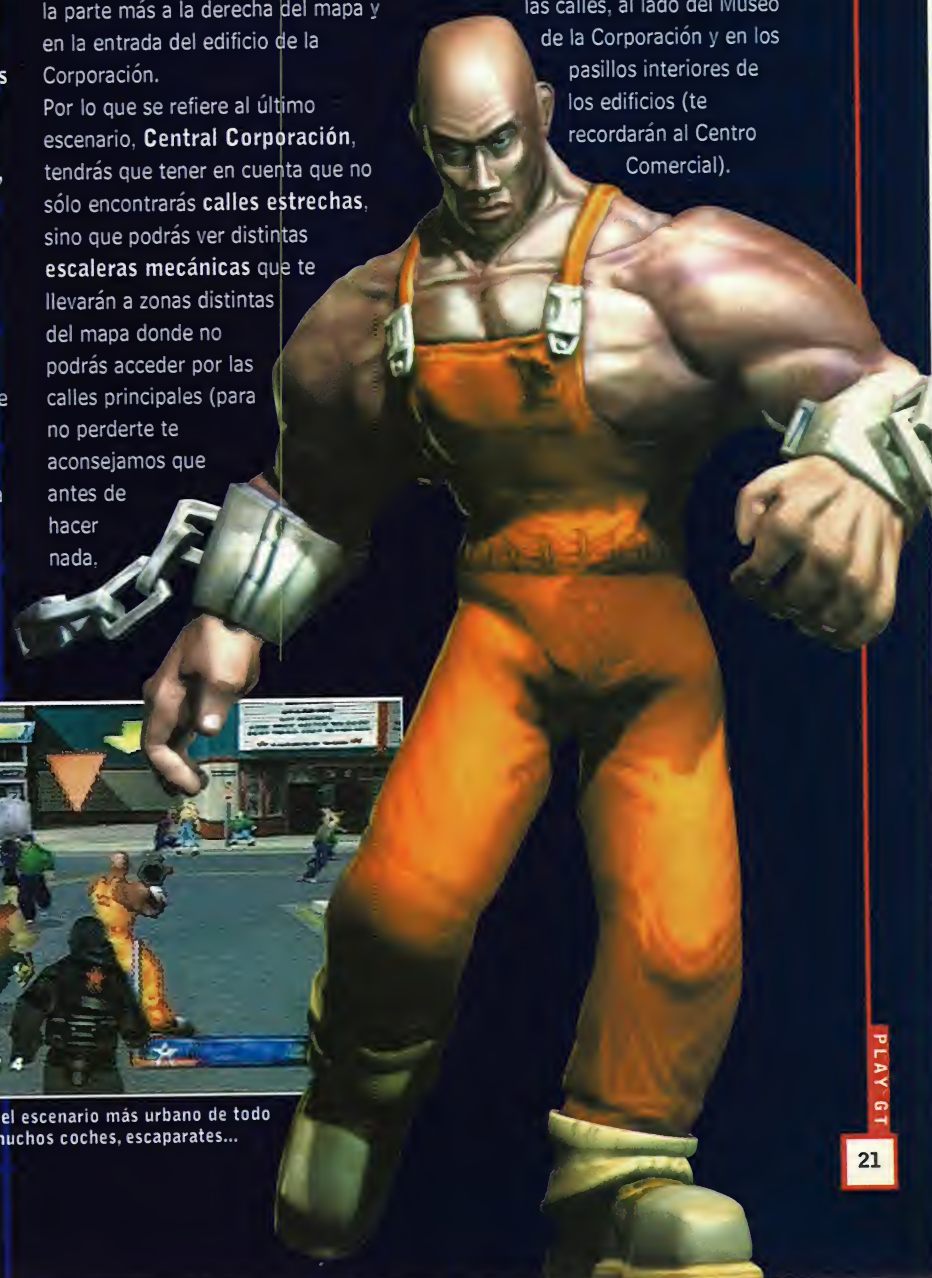 la parte más a la derecha del mapa y
en la entrada del edificio de la
Corporación.
Por lo que se refiere al último
escenario, Central Corporación,
tendrás que tener en cuenta que no
sólo encontrarás calles estrechas,
sino que podrás ver distintas
escaleras mecánicas que te
llevarán a zonas distintas
del mapa donde no
podrás acceder por las
calles principales (para
no perderte te
aconsejamos que
antes de
hacer
nada,
las calles, al lado del Museo
de la Corporación y en los
pasillos interiores de
los edificios (te
recordarán al Centro
Comercial).
4
el escenario más urbano de todo
muchos coches, escaparates...
PLAY GT
21